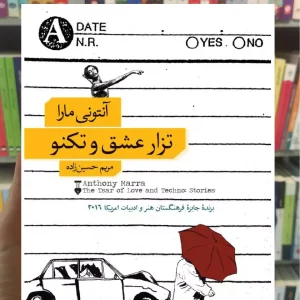 A DATE
N.R. YES. NO
آنتونی مارا
تزار عشق و تکنو
مریم حسین‌زاده
Anthony Marra
The Tsar of Love and Techno Stories
برندهٔ جایزهٔ فرهنگستان هنر و ادبیات امریکا ۲۰۱۶